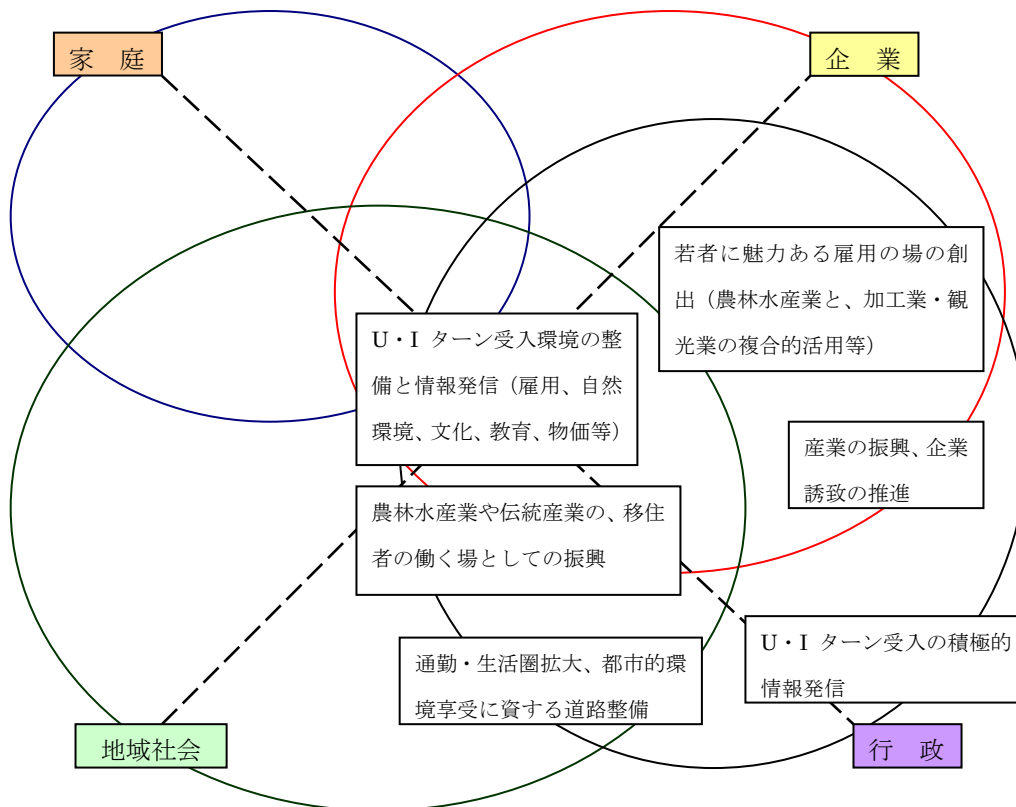 家 庭
企 業
若者に魅力ある雇用の場の創
出（農林水産業と、加工業・観
光業の複合的活用等）
U・I ターン受入環境の整
備と情報発信（雇用、自然
環境、文化、教育、物価等）
産業の振興、企業
誘致の推進
農林水産業や伝統産業の、移住
者の働く場としての振興
U・I ターン受入の積極的
情報発信
通勤・生活圏拡大、都市的環
境享受に資する道路整備
地域社会
行 政